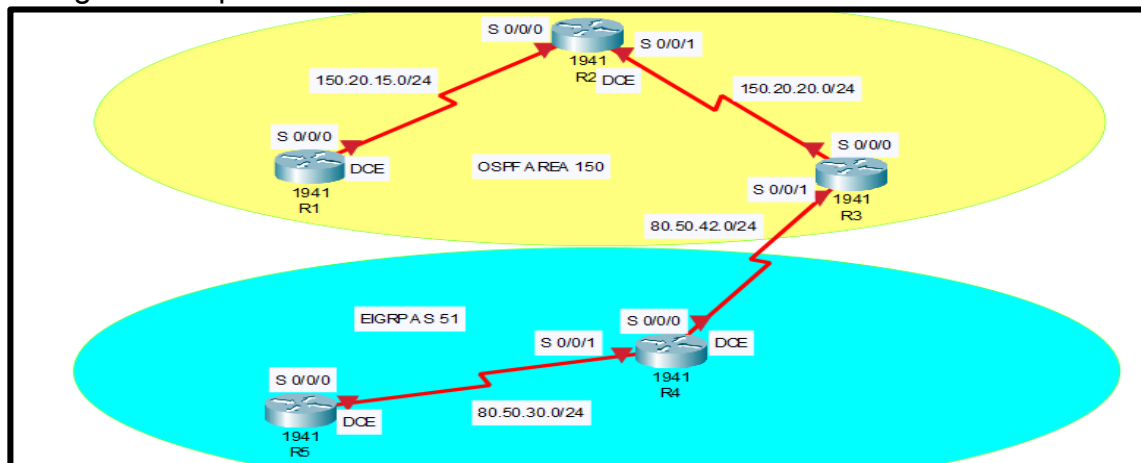 S 0/0/0
S 0/0/1
1941
R2
DCE
150.20.15.0/24
150.20.20.0/24
S 0/0/0
S 0/0/0
DCE
OSPF AREA 150
1941
R1
S 0/0/1
1941
R3
80.50.42.0/24
EIGRPAS 51
S 0/0/0
S 0/0/1
DCE
1941
R4
S 0/0/0
80.50.30.0/24
DCE
1941
R5